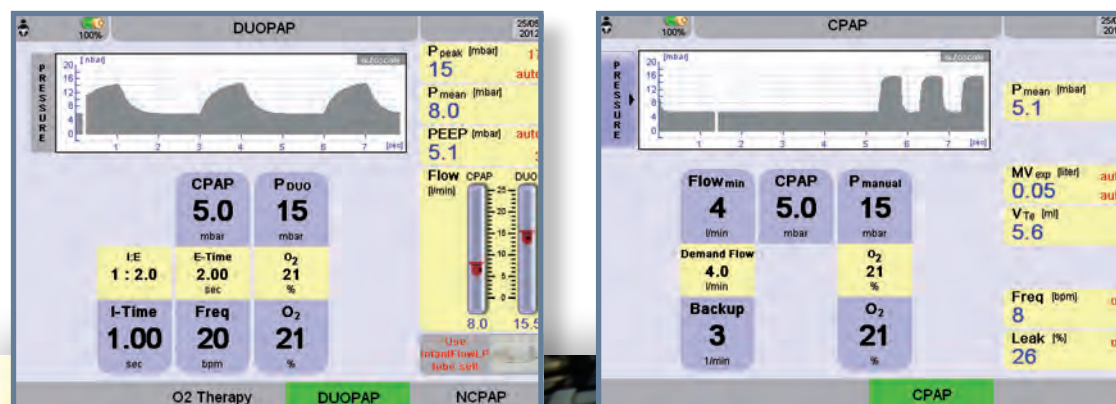 100%
DUOPAP
25/05
2012
PRESSURE
[mbar]
autoscale
20
16
12
8
4
0
1 2 3 4 5 6 7 [sec]
Ppeak [mbar]
15
auto
Pmean [mbar]
8.0
PEEP [mbar] auto
5.1
Flow CPAP DUO
[l/min]
25
20
15
10
5
0
8.0 15.5
CPAP
5.0
mbar
PDUO
15
mbar
I:E
1 : 2.0
E-Time
2.00
sec
O2
21
%
I-Time
1.00
sec
Freq
20
bpm
O2
21
%
Use
InfantFlowLP
tube set!
O2 Therapy DUOPAP NCPAP
100%
CPAP
25/05
201
PRESSURE
[mbar]
autoscale
20
16
12
8
4
0
1 2 3 4 5 6 7 [sec]
Pmean [mbar]
5.1
MVexp [liter]
0.05
VTe [ml]
5.6
Freq [bpm]
8
Leak [%]
26
Flowmin
4
l/min
CPAP
5.0
mbar
Pmanual
15
mbar
Demand Flow
4.0
l/min
O2
21
%
Backup
3
1/min
O2
21
%
CPAP